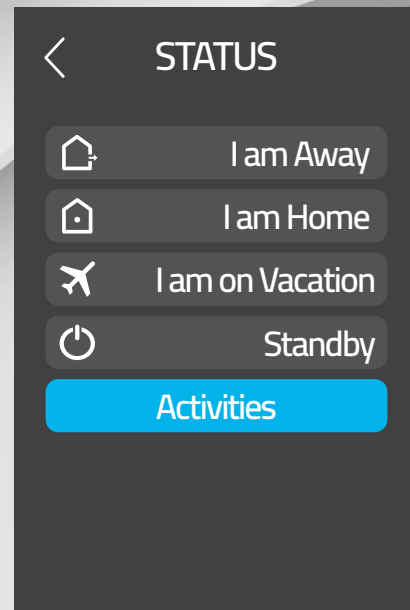 STATUS
I am Away
I am Home
I am on Vacation
Standby
Activities